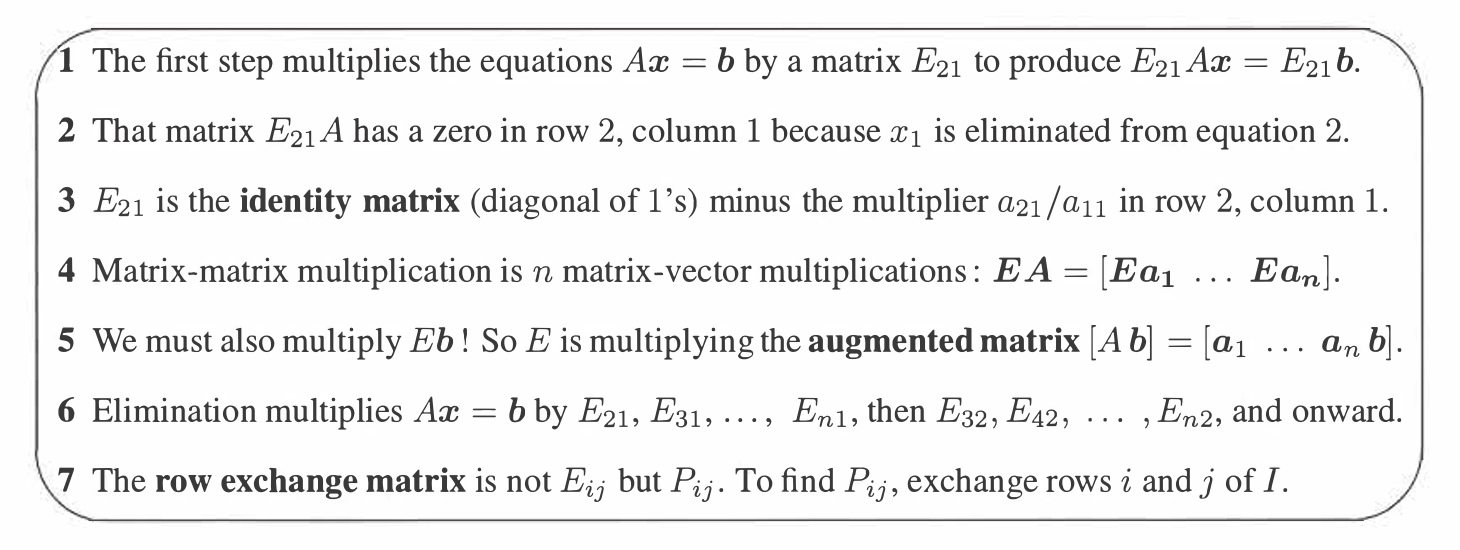 1 The first step multiplies the equations Ax = b by a matrix E₂₁ to produce E₂₁Ax = E₂₁b.
2 That matrix E₂₁A has a zero in row 2, column 1 because x₁ is eliminated from equation 2.
3 E₂₁ is the identity matrix (diagonal of 1's) minus the multiplier a₂₁/a₁₁ in row 2, column 1.
4 Matrix-matrix multiplication is n matrix-vector multiplications: EA = [Ea₁ ... Eaₙ].
5 We must also multiply Eb! So E is multiplying the augmented matrix [A b] = [a₁ ... aₙ b].
6 Elimination multiplies Ax = b by E₂₁, E₃₁, ..., Eₙ₁, then E₃₂, E₄₂, ... , Eₙ₂, and onward.
7 The row exchange matrix is not Eᵢⱼ but Pᵢⱼ. To find Pᵢⱼ, exchange rows i and j of I.